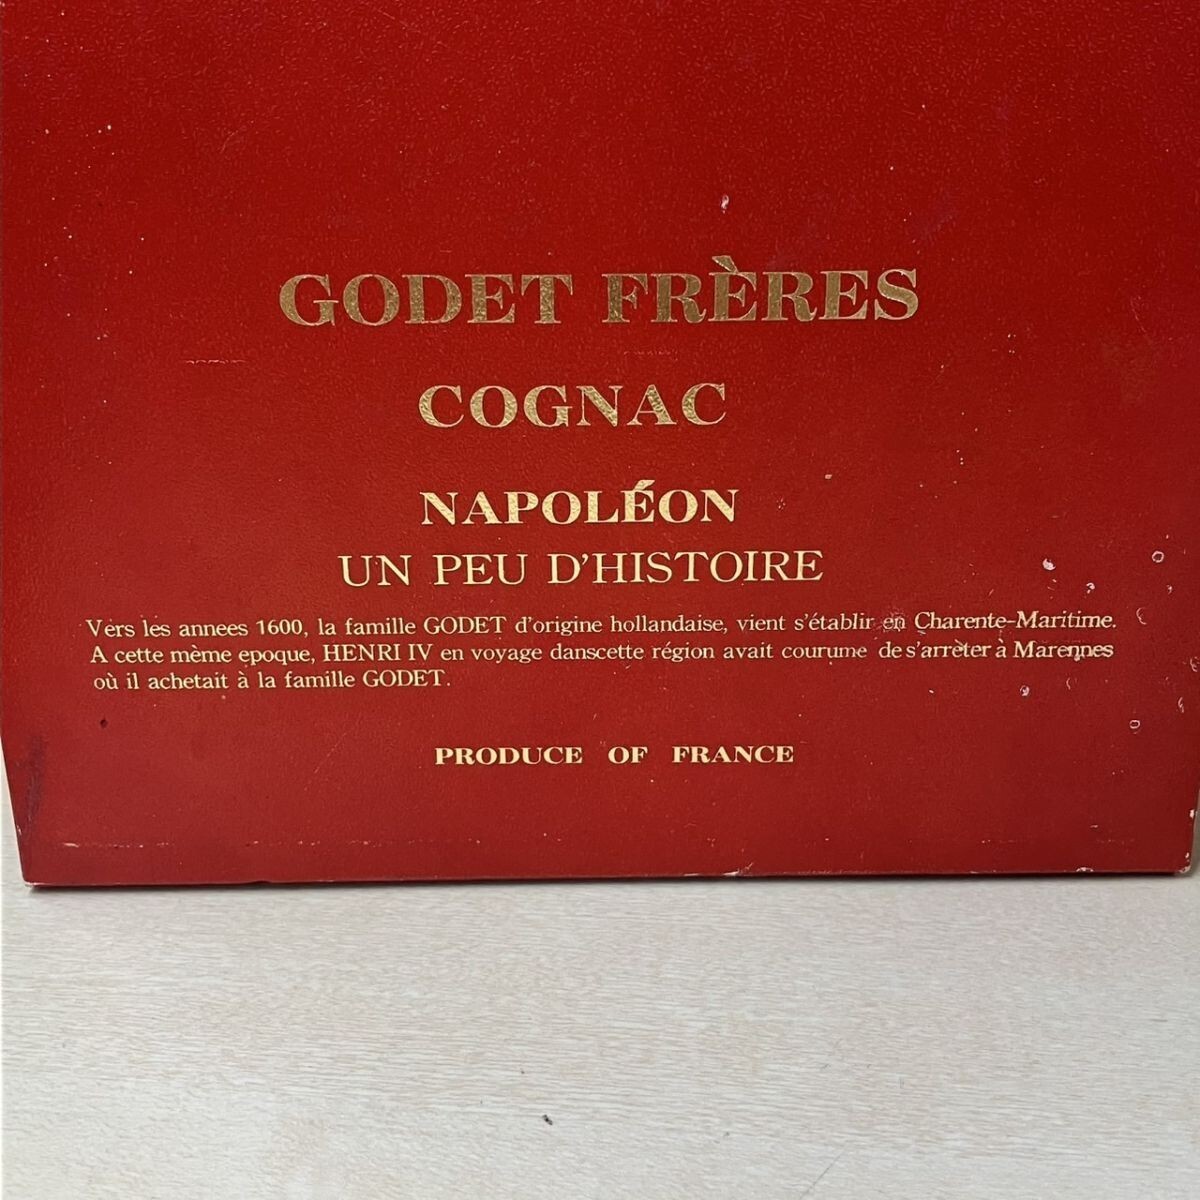 GODET FRÈRES
COGNAC
NAPOLÉON
UN PEU D'HISTOIRE
Vers les annees 1600, la famille GODET d'origine hollandaise, vient s'établir en Charente-Maritime.
A cette mème epoque, HENRI IV en voyage danscette région avait courume de s'arrèter à Marennes
où il achetait à la famille GODET.
PRODUCE OF FRANCE